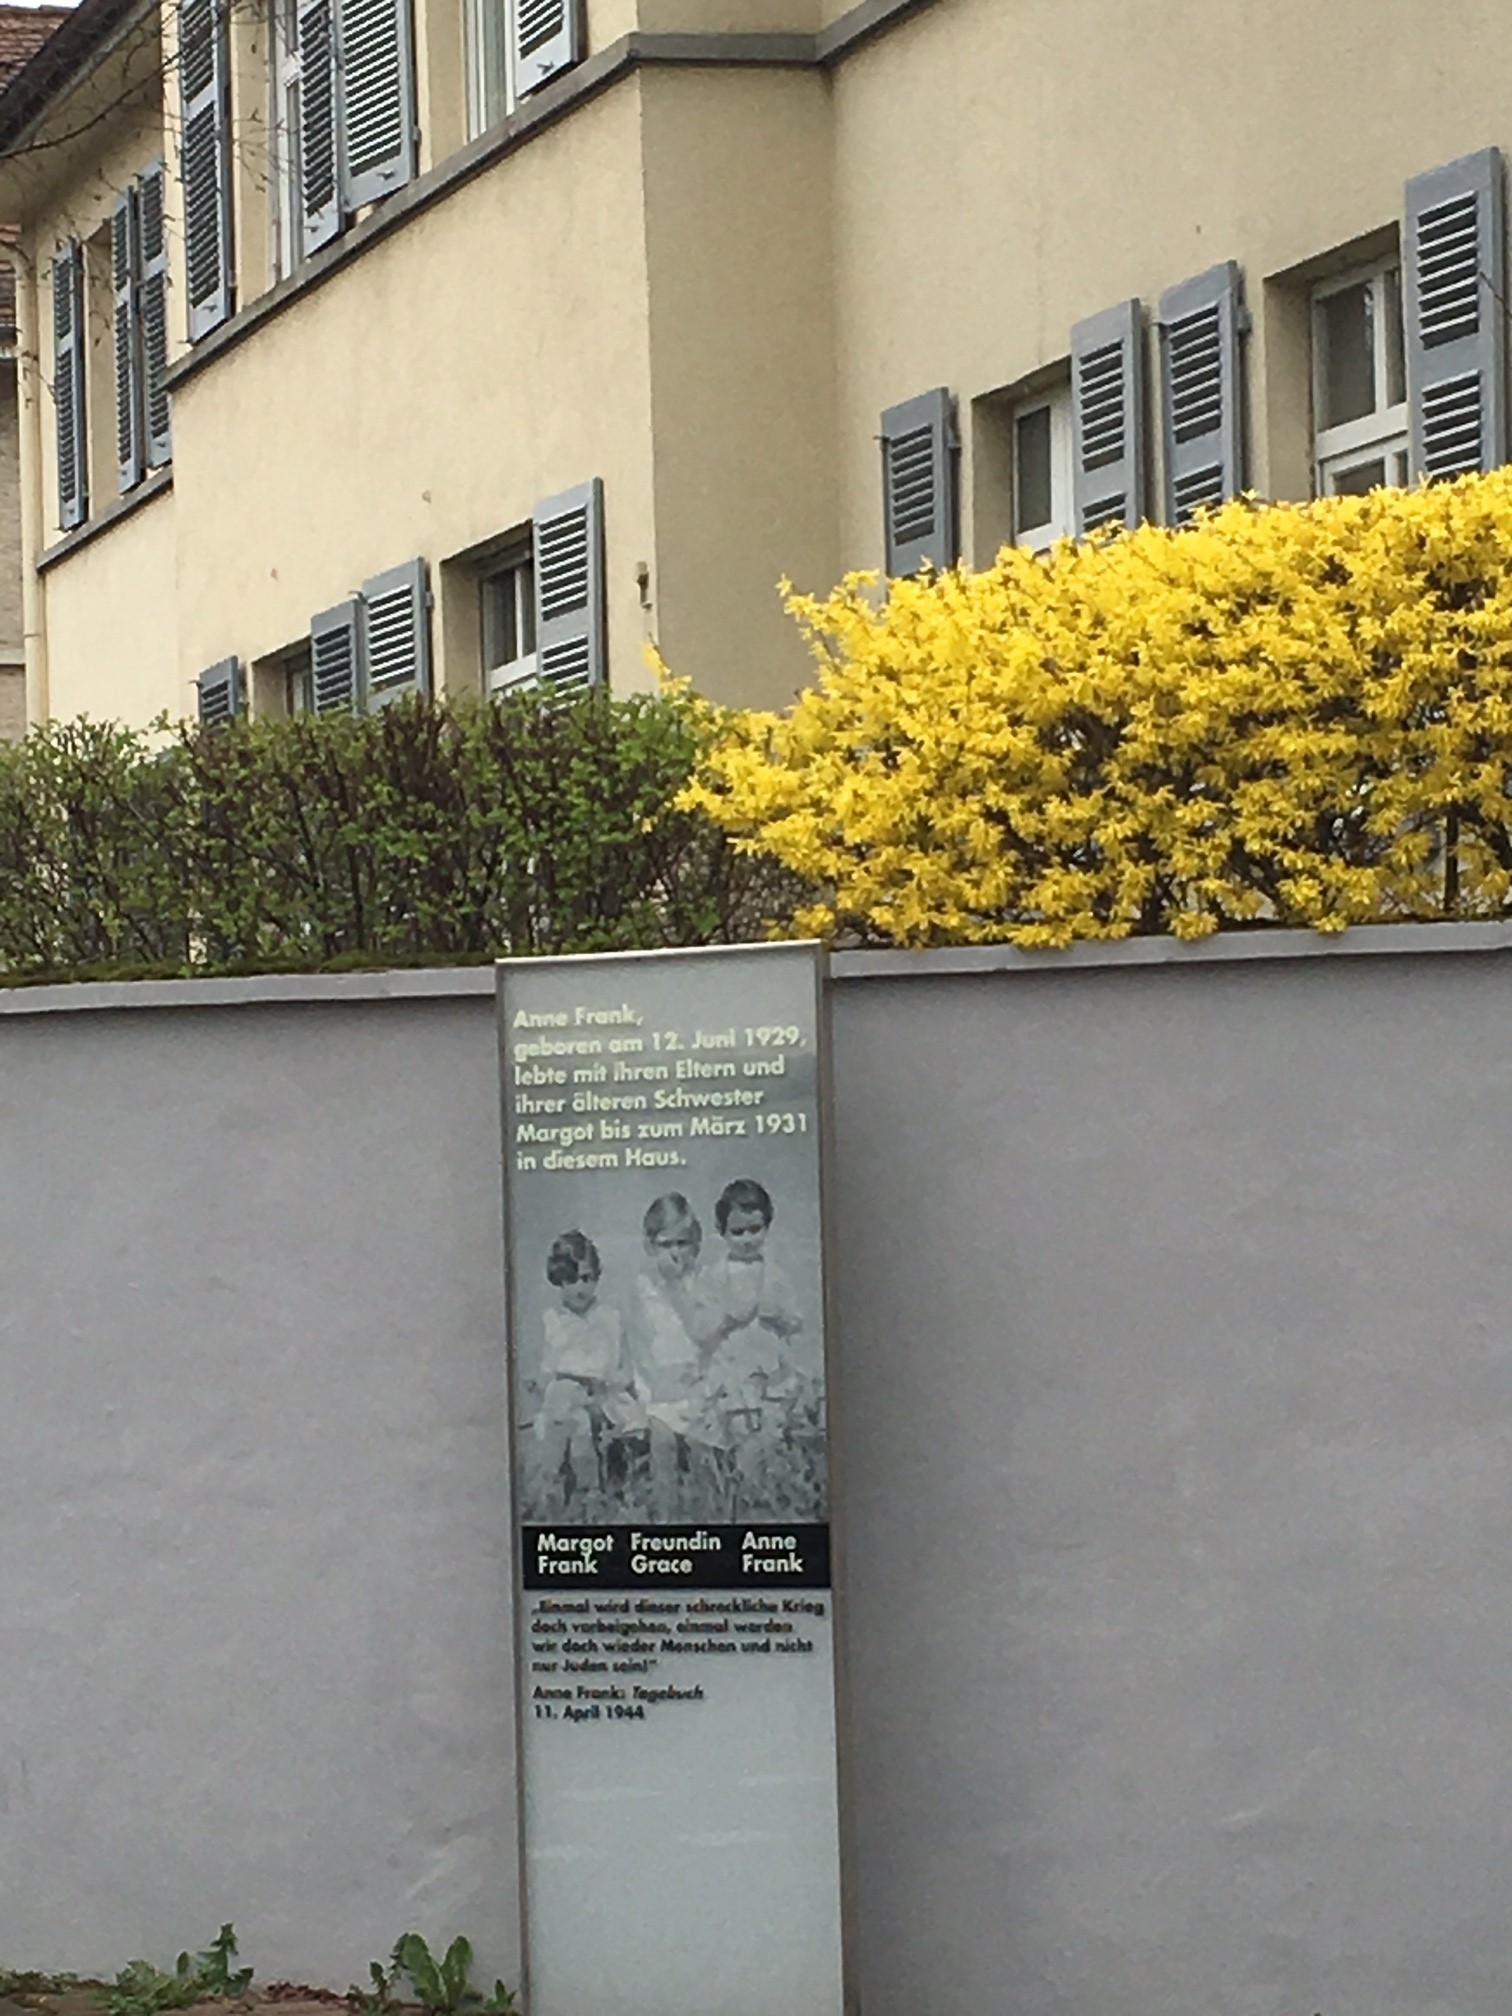 Anne Frank,
geboren am 12. Juni 1929,
lebte mit ihren Eltern und
ihrer älteren Schwester
Margot bis zum März 1931
in diesem Haus.
Margot Freundin Anne
Frank Grace Frank
„Einmal wird dieser schreckliche Krieg
doch vorbeigehen, einmal werden
wir doch wieder Menschen und nicht
nur Juden sein!“
Anne Frank: Tagebuch
11. April 1944